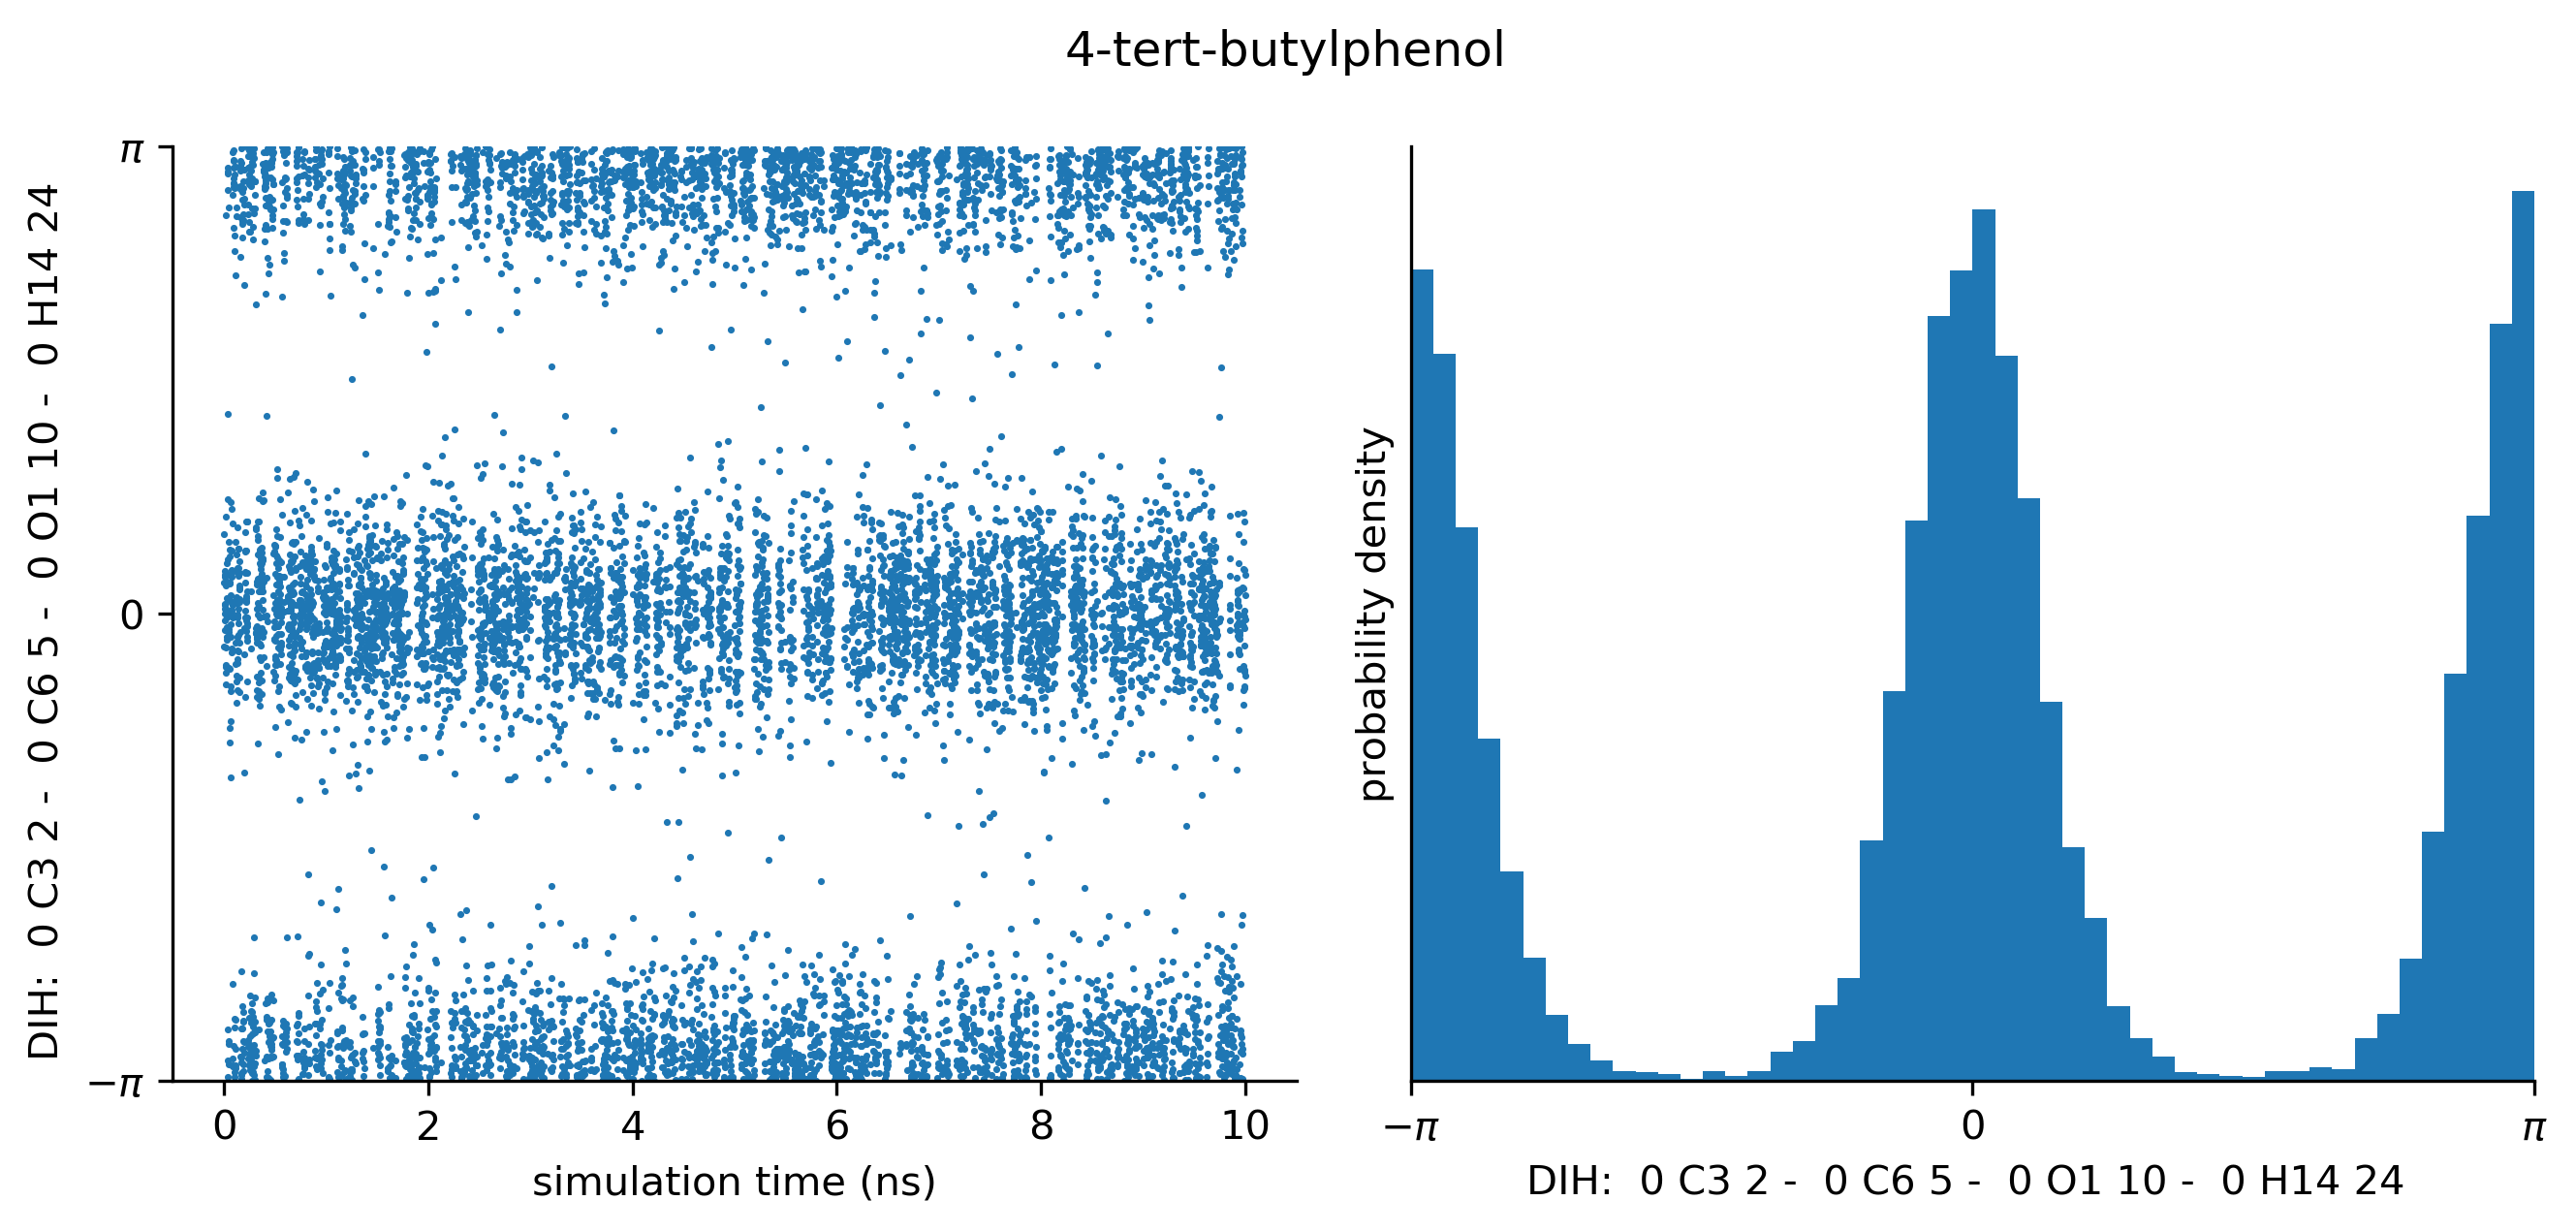 4-tert-butylphenol
DIH:  0 C3 2 -  0 C6 5 -  0 O1 10 -  0 H14 24
π
0
−π
0 2 4 6 8 10
simulation time (ns)
probability density
−π 0 π
DIH:  0 C3 2 -  0 C6 5 -  0 O1 10 -  0 H14 24